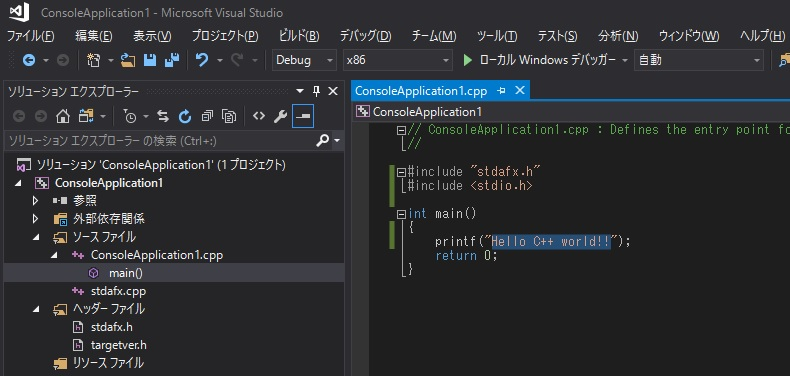 ConsoleApplication1 - Microsoft Visual Studio
ファイル(F) 編集(E) 表示(V) プロジェクト(P) ビルド(B) デバッグ(D) チーム(M) ツール(T) テスト(S) 分析(N) ウィンドウ(W) ヘルプ(H)
Debug x86 ローカル Windows デバッガー 自動
ソリューション エクスプローラー
ソリューション エクスプローラー の検索 (Ctrl+:)
ソリューション 'ConsoleApplication1' (1 プロジェクト)
ConsoleApplication1
参照
外部依存関係
ソース ファイル
ConsoleApplication1.cpp
main()
stdafx.cpp
ヘッダー ファイル
stdafx.h
targetver.h
リソース ファイル
ConsoleApplication1.cpp
ConsoleApplication1
// ConsoleApplication1.cpp : Defines the entry point fo
//
#include "stdafx.h"
#include <stdio.h>
int main()
{
printf("Hello C++ world!!");
return 0;
}